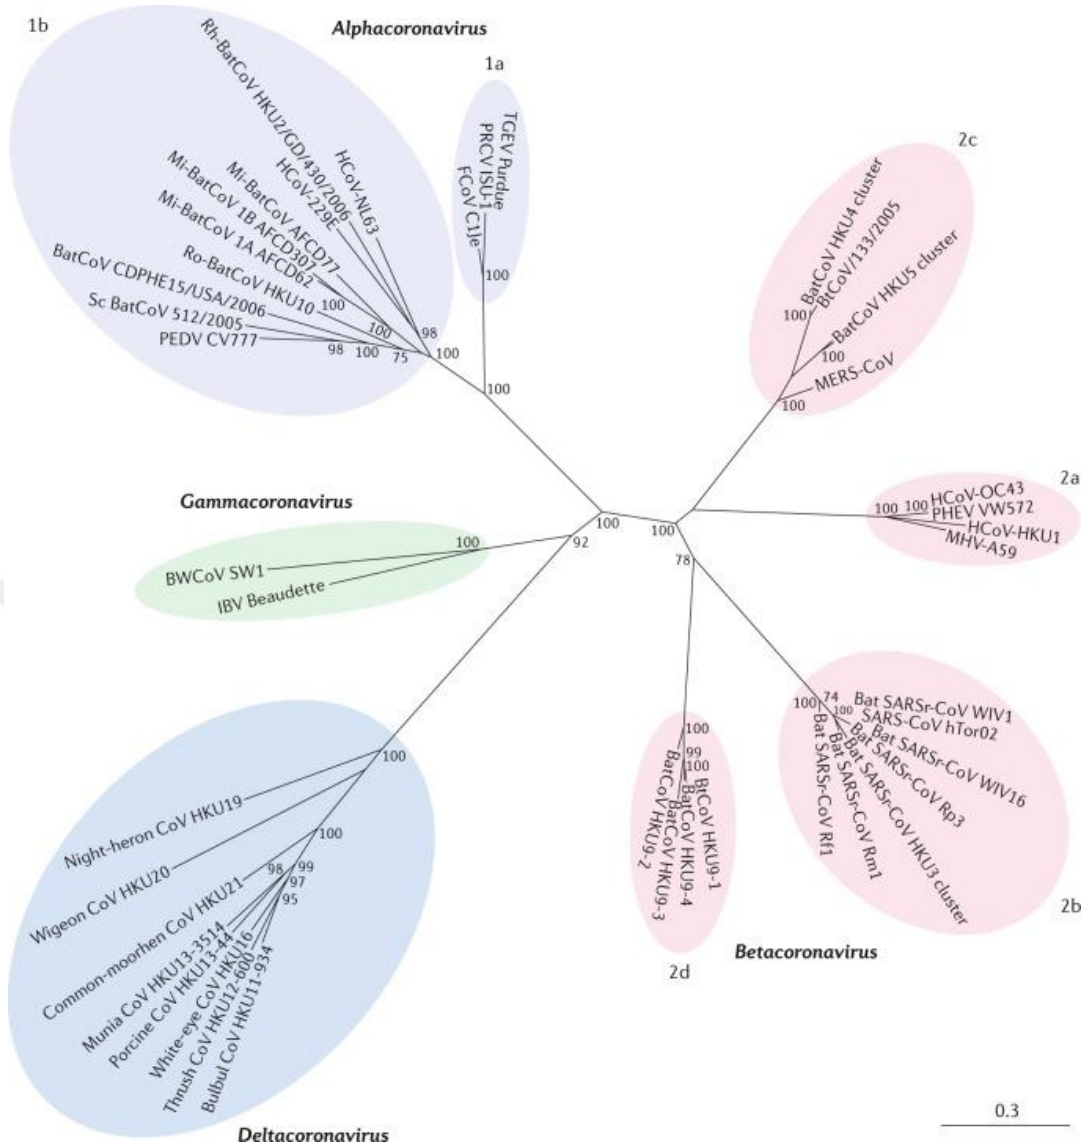 1b
Alphacoronavirus
1a
Rh-BatCoV HKU2/GD/430/2006
HCoV-NL63
HCoV-229E
Mi-BatCoV AFCD77
Mi-BatCoV 1B AFCD307
Mi-BatCoV 1A AFCD62
Ro-BatCoV HKU10
BatCoV CDPHE15/USA/2006
Sc BatCoV 512/2005
PEDV CV777
100
100
98
98
100
75
100
TGEV Purdue
PRCV ISU-1
FCoV C1Je
100
100
2c
BatCoV HKU4 cluster
BtCoV/133/2005
BatCoV HKU5 cluster
MERS-CoV
100
100
100
2a
HCoV-OC43
PHEV VW572
HCoV-HKU1
MHV-A59
100
100
Gammacoronavirus
100
BWCoV SW1
IBV Beaudette
92
100
100
78
100
74
100
Bat SARSr-CoV WIV1
SARS-CoV hTor02
Bat SARSr-CoV WIV16
Bat SARSr-CoV Rp3
Bat SARSr-CoV HKU3 cluster
Bat SARSr-CoV Rm1
Bat SARSr-CoV Rf1
2b
100
99
100
BtCoV HKU9-1
BatCoV HKU9-4
BatCoV HKU9-3
BatCoV HKU9-2
2d
Betacoronavirus
100
Night-heron CoV HKU19
Wigeon CoV HKU20
100
Common-moorhen CoV HKU21
98
99
97
95
Munia CoV HKU13-3514
Porcine CoV HKU13-44
White-eye CoV HKU16
Thrush CoV HKU12-600
Bulbul CoV HKU11-934
Deltacoronavirus
0.3